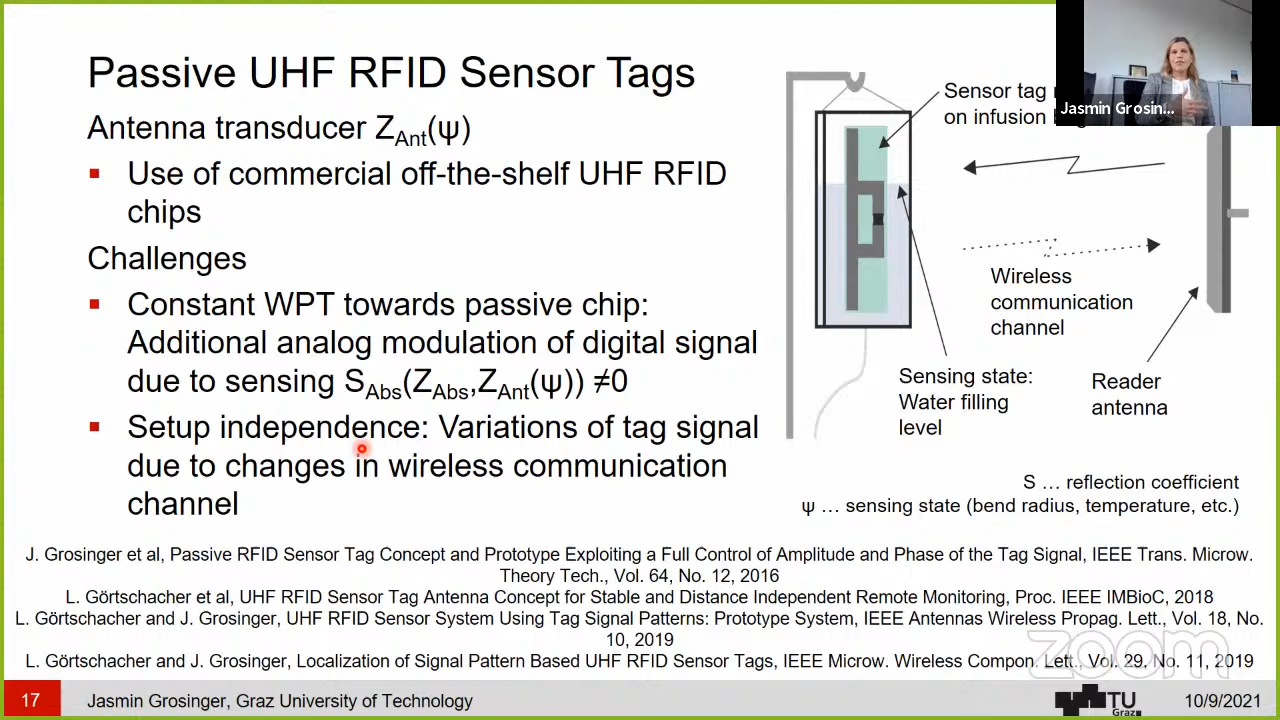 Passive UHF RFID Sensor Tags
Antenna transducer Z_Ant(ψ)
▪ Use of commercial off-the-shelf UHF RFID
chips
Challenges
▪ Constant WPT towards passive chip:
Additional analog modulation of digital signal
due to sensing S_Abs(Z_Abs,Z_Ant(ψ)) ≠0
▪ Setup independence: Variations of tag signal
due to changes in wireless communication
channel
Sensor tag
on infusion
Jasmin Grosin...
Wireless
communication
channel
Sensing state:
Water filling
level
Reader
antenna
S … reflection coefficient
ψ … sensing state (bend radius, temperature, etc.)
J. Grosinger et al, Passive RFID Sensor Tag Concept and Prototype Exploiting a Full Control of Amplitude and Phase of the Tag Signal, IEEE Trans. Microw.
Theory Tech., Vol. 64, No. 12, 2016
L. Görtschacher et al, UHF RFID Sensor Tag Antenna Concept for Stable and Distance Independent Remote Monitoring, Proc. IEEE IMBioC, 2018
L. Görtschacher and J. Grosinger, UHF RFID Sensor System Using Tag Signal Patterns: Prototype System, IEEE Antennas Wireless Propag. Lett., Vol. 18, No.
10, 2019
L. Görtschacher and J. Grosinger, Localization of Signal Pattern Based UHF RFID Sensor Tags, IEEE Microw. Wireless Compon. Lett., Vol. 29, No. 11, 2019
zoom
17
Jasmin Grosinger, Graz University of Technology
TU
Graz
10/9/2021